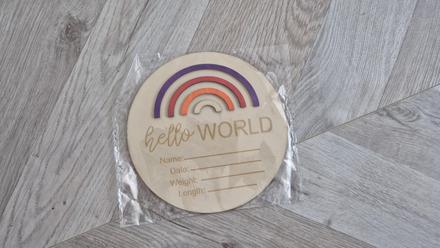 hello WORLD
Name:
Date:
Weight:
Length: